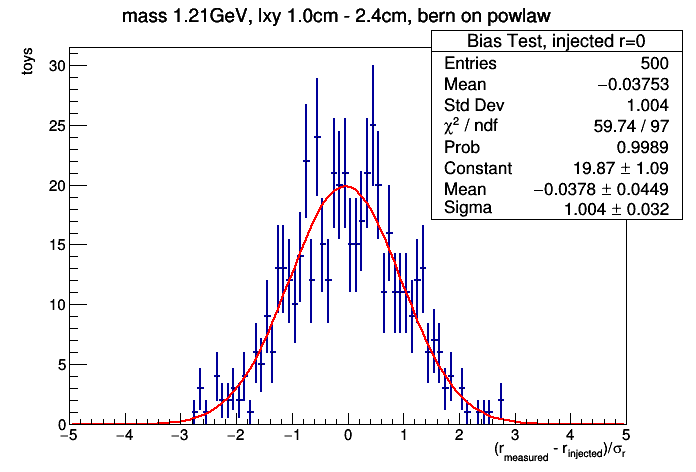 mass 1.21GeV, lxy 1.0cm - 2.4cm, bern on powlaw
Bias Test, injected r=0
Entries 500
Mean −0.03753
Std Dev 1.004
χ² / ndf 59.74 / 97
Prob 0.9989
Constant 19.87 ± 1.09
Mean −0.0378 ± 0.0449
Sigma 1.004 ± 0.032
toys
30
25
20
15
10
5
0
−5 −4 −3 −2 −1 0 1 2 3 4 5
(r_measured - r_injected)/σ_r